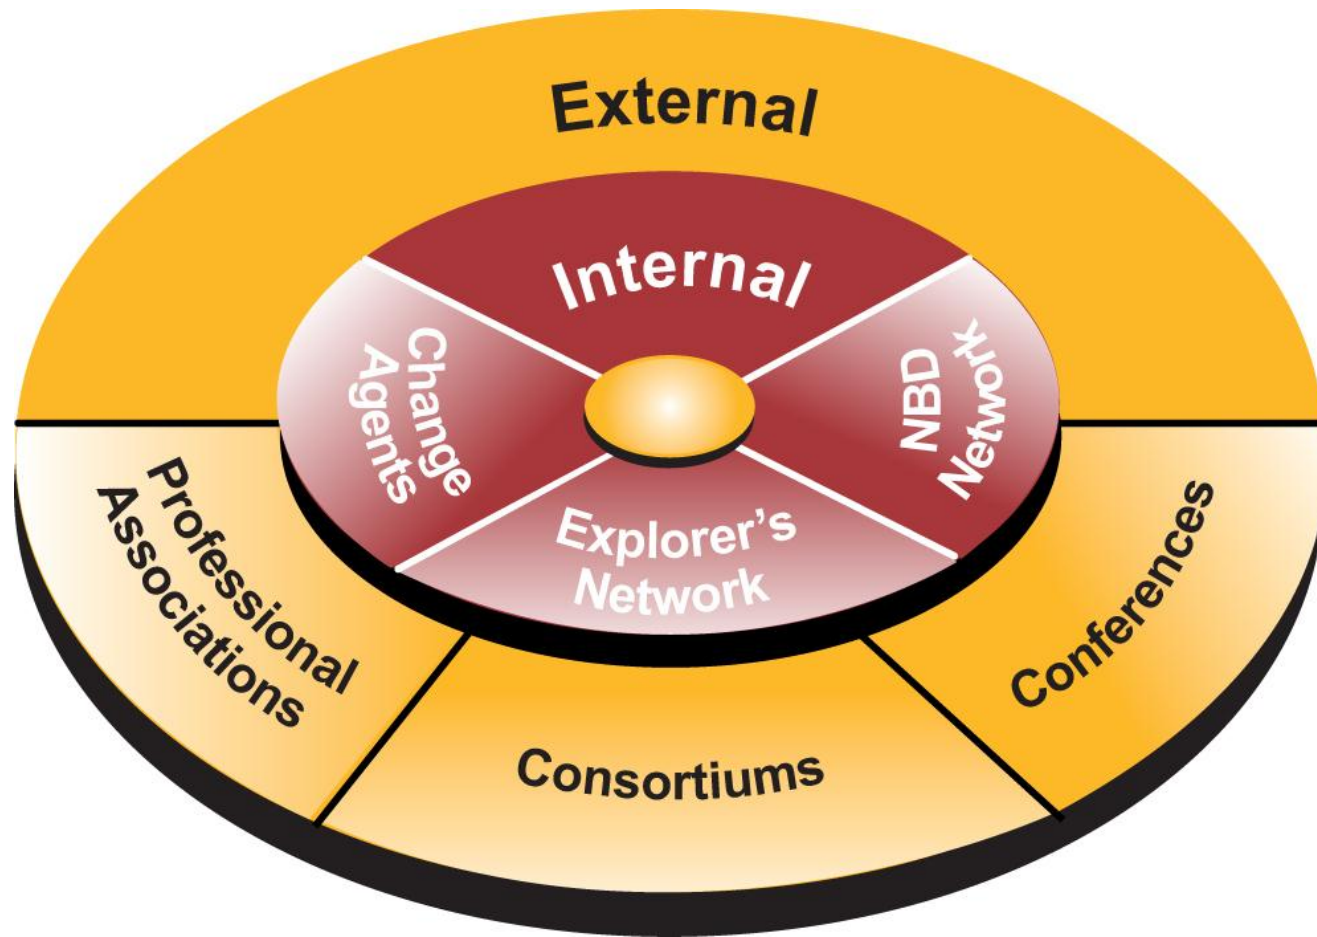 External
Internal
Change
Agents
NBD
Network
Explorer's
Network
Professional
Associations
Consortiums
Conferences